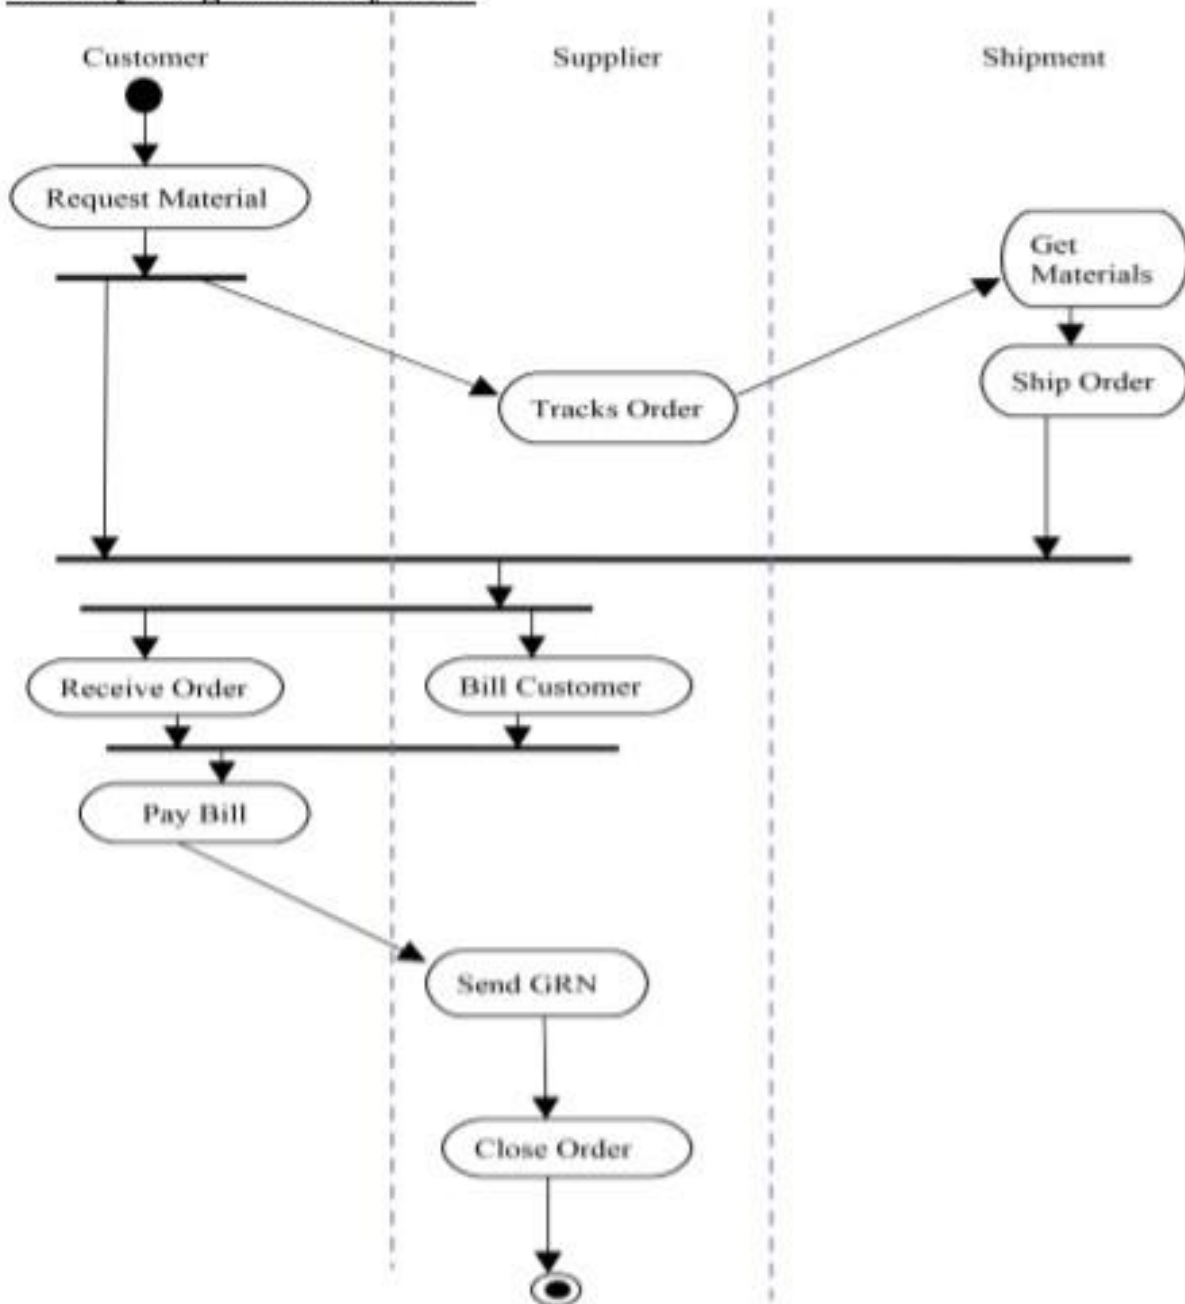 Customer
Supplier
Shipment
Request Material
Get
Materials
Ship Order
Tracks Order
Receive Order
Bill Customer
Pay Bill
Send GRN
Close Order